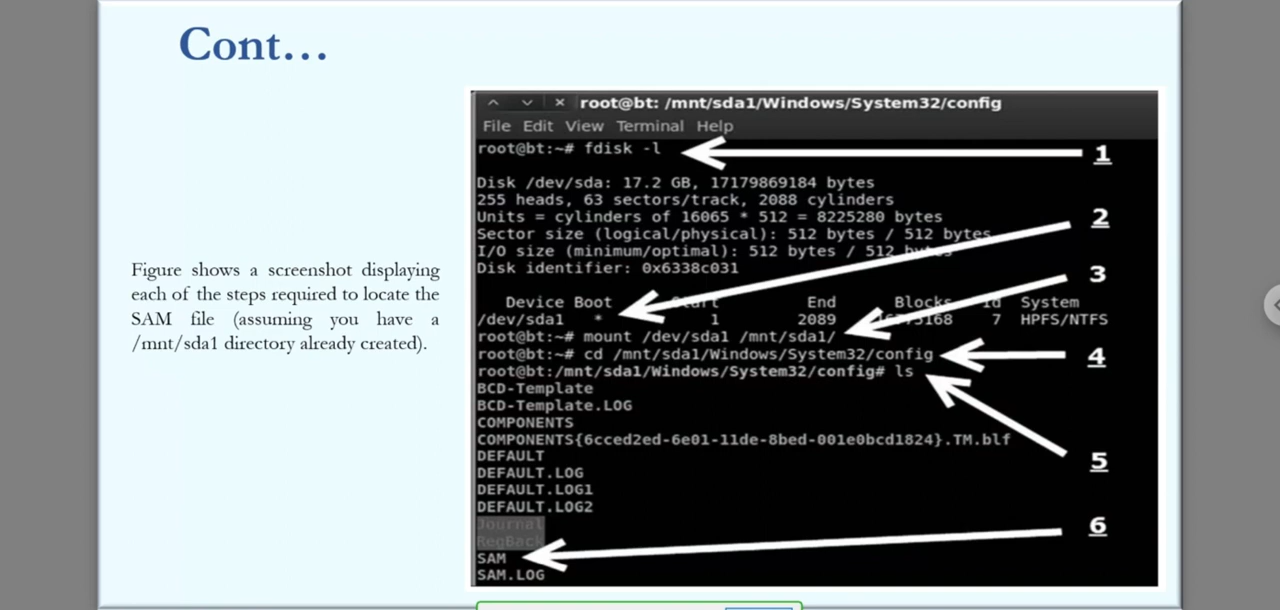 Cont…
Figure shows a screenshot displaying
each of the steps required to locate the
SAM file (assuming you have a
/mnt/sda1 directory already created).
root@bt: /mnt/sda1/Windows/System32/config
File Edit View Terminal Help
root@bt:~# fdisk -l
1
Disk /dev/sda: 17.2 GB, 17179869184 bytes
255 heads, 63 sectors/track, 2088 cylinders
Units = cylinders of 16065 * 512 = 8225280 bytes
2
Sector size (logical/physical): 512 bytes / 512 bytes
I/O size (minimum/optimal): 512 bytes / 512 bytes
Disk identifier: 0x6338c031
3
Device Boot Start End Blocks Id System
/dev/sda1 * 1 2089 7 HPFS/NTFS
root@bt:~# mount /dev/sda1 /mnt/sda1/
root@bt:~# cd /mnt/sda1/Windows/System32/config
4
root@bt:/mnt/sda1/Windows/System32/config# ls
BCD-Template
BCD-Template.LOG
COMPONENTS
COMPONENTS{6cced2ed-6e01-11de-8bed-001e0bcd1824}.TM.blf
DEFAULT
5
DEFAULT.LOG
DEFAULT.LOG1
DEFAULT.LOG2
Journal
6
RegBack
SAM
SAM.LOG